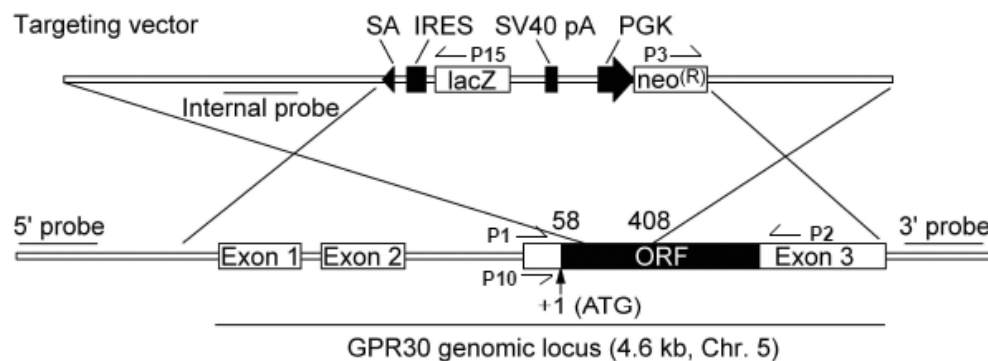 Targeting vector
SA IRES SV40 pA PGK
P15 P3
lacZ neo(R)
Internal probe
5' probe 58 408 3' probe
P1 P2
Exon 1 Exon 2 ORF Exon 3
P10
+1 (ATG)
GPR30 genomic locus (4.6 kb, Chr. 5)